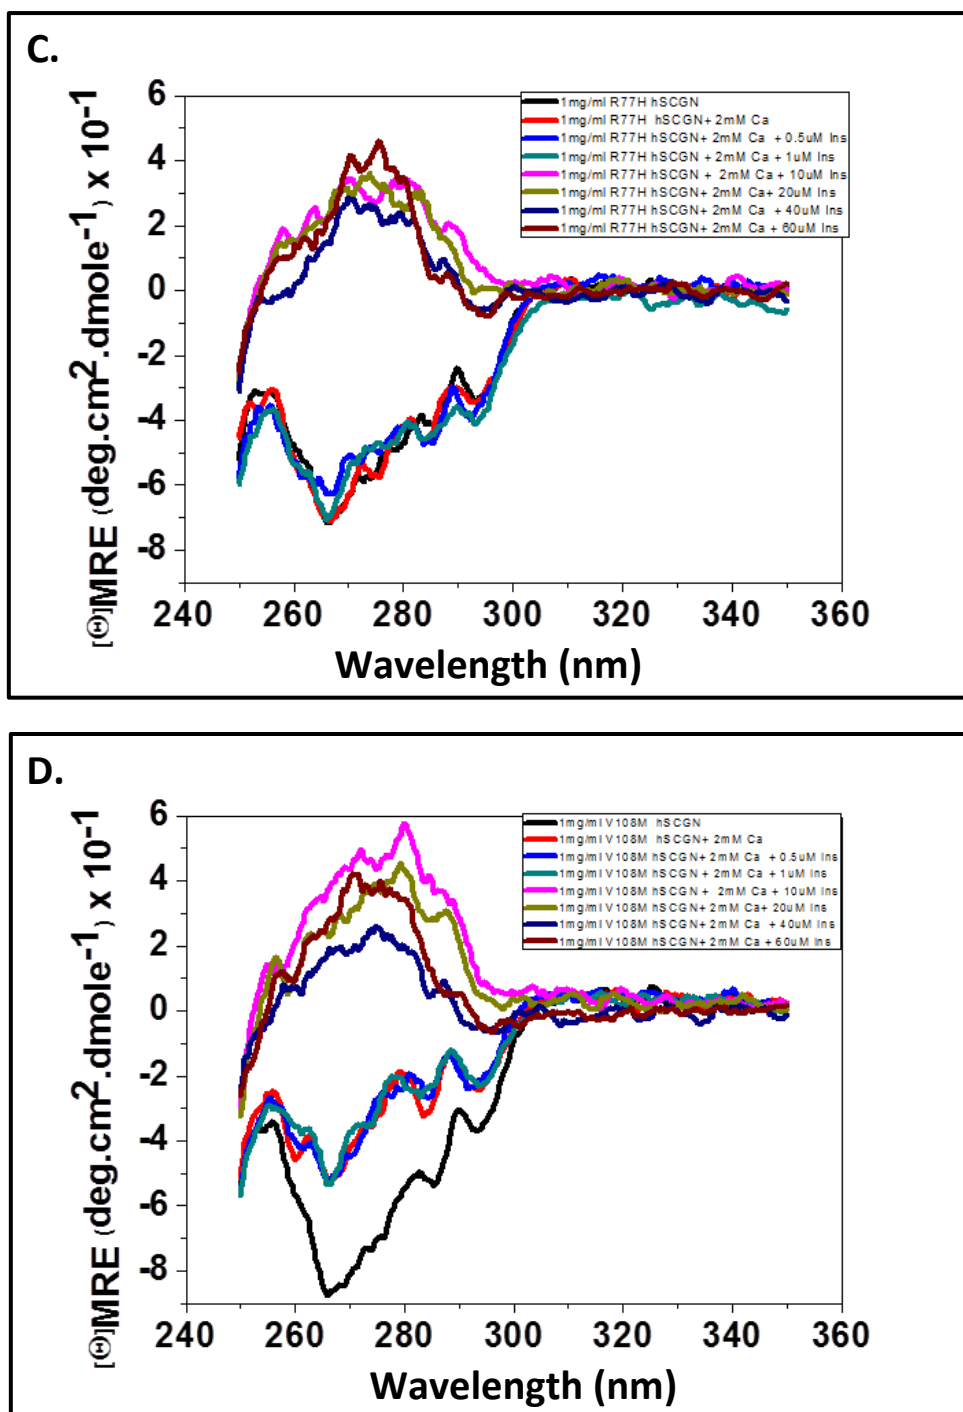 C.
6
4
2
0
-2
-4
-6
-8
[Θ]MRE (deg.cm2.dmole-1) x 10-1
1mg/ml R77H hSCGN
1mg/ml R77H hSCGN+ 2mM Ca
1mg/ml R77H hSCGN+ 2mM Ca + 0.5uM Ins
1mg/ml R77H hSCGN + 2mM Ca + 1uM Ins
1mg/ml R77H hSCGN + 2mM Ca + 10uM Ins
1mg/ml R77H hSCGN + 2mM Ca+ 20uM Ins
1mg/ml R77H hSCGN+ 2mM Ca + 40uM Ins
1mg/ml R77H hSCGN+ 2mM Ca + 60uM Ins
240 260 280 300 320 340 360
Wavelength (nm)
D.
6
4
2
0
-2
-4
-6
-8
[Θ]MRE (deg.cm2.dmole-1) x 10-1
1mg/ml V108M hSCGN
1mg/ml V108M hSCGN+ 2mM Ca
1mg/ml V108M hSCGN+ 2mM Ca + 0.5uM Ins
1mg/ml V108M hSCGN + 2mM Ca + 1uM Ins
1mg/ml V108M hSCGN + 2mM Ca + 10uM Ins
1mg/ml V108M hSCGN + 2mM Ca+ 20uM Ins
1mg/ml V108M hSCGN+ 2mM Ca + 40uM Ins
1mg/ml V108M hSCGN+ 2mM Ca + 60uM Ins
240 260 280 300 320 340 360
Wavelength (nm)